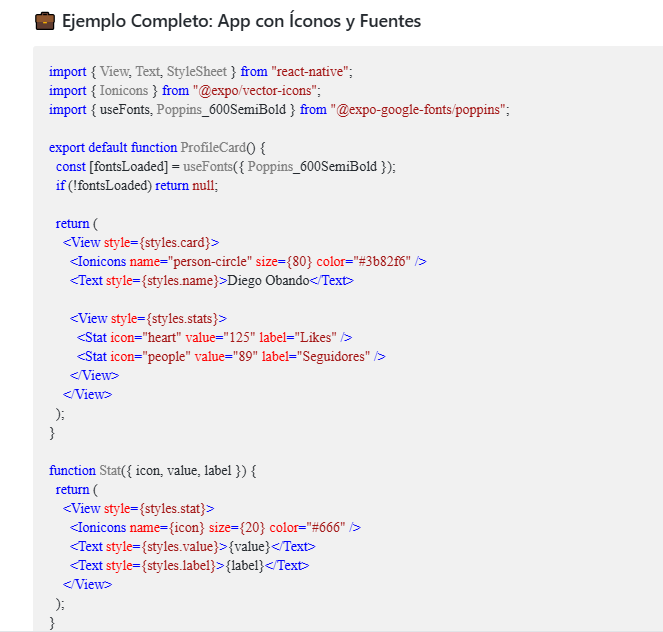 Ejemplo Completo: App con Íconos y Fuentes
import { View, Text, StyleSheet } from "react-native";
import { Ionicons } from "@expo/vector-icons";
import { useFonts, Poppins_600SemiBold } from "@expo-google-fonts/poppins";
export default function ProfileCard() {
const [fontsLoaded] = useFonts({ Poppins_600SemiBold });
if (!fontsLoaded) return null;
return (
<View style={styles.card}>
<Ionicons name="person-circle" size={80} color="#3b82f6" />
<Text style={styles.name}>Diego Obando</Text>
<View style={styles.stats}>
<Stat icon="heart" value="125" label="Likes" />
<Stat icon="people" value="89" label="Seguidores" />
</View>
</View>
);
}
function Stat({ icon, value, label }) {
return (
<View style={styles.stat}>
<Ionicons name={icon} size={20} color="#666" />
<Text style={styles.value}>{value}</Text>
<Text style={styles.label}>{label}</Text>
</View>
);
}